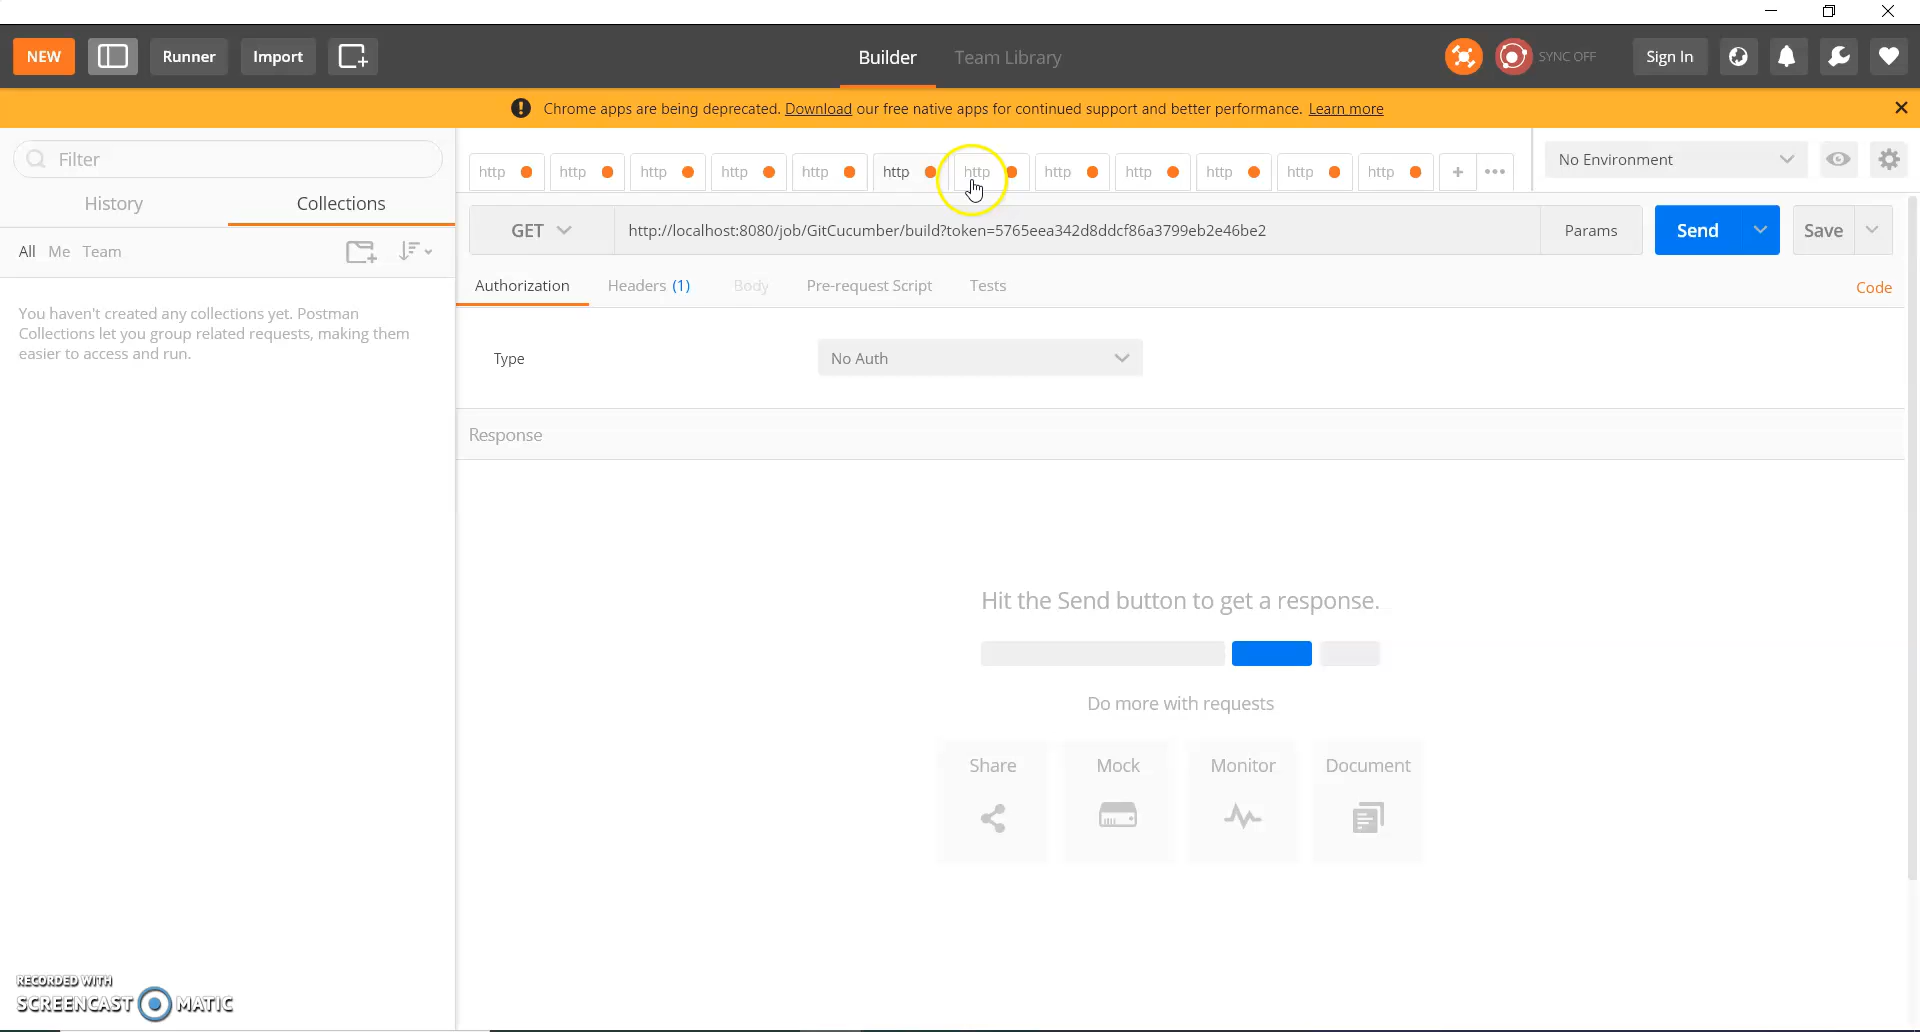 NEW
Runner
Import
Builder
Team Library
SYNC OFF
Sign In
Chrome apps are being deprecated. Download our free native apps for continued support and better performance. Learn more
Filter
History
Collections
All Me Team
You haven't created any collections yet. Postman
Collections let you group related requests, making them
easier to access and run.
http http http http http http http http http http http http + •••
No Environment
GET
http://localhost:8080/job/GitCucumber/build?token=5765eea342d8ddcf86a3799eb2e46be2
Params
Send
Save
Authorization
Headers (1)
Body
Pre-request Script
Tests
Code
Type
No Auth
Response
Hit the Send button to get a response.
Do more with requests
Share
Mock
Monitor
Document
RECORDED WITH
SCREENCAST MATIC